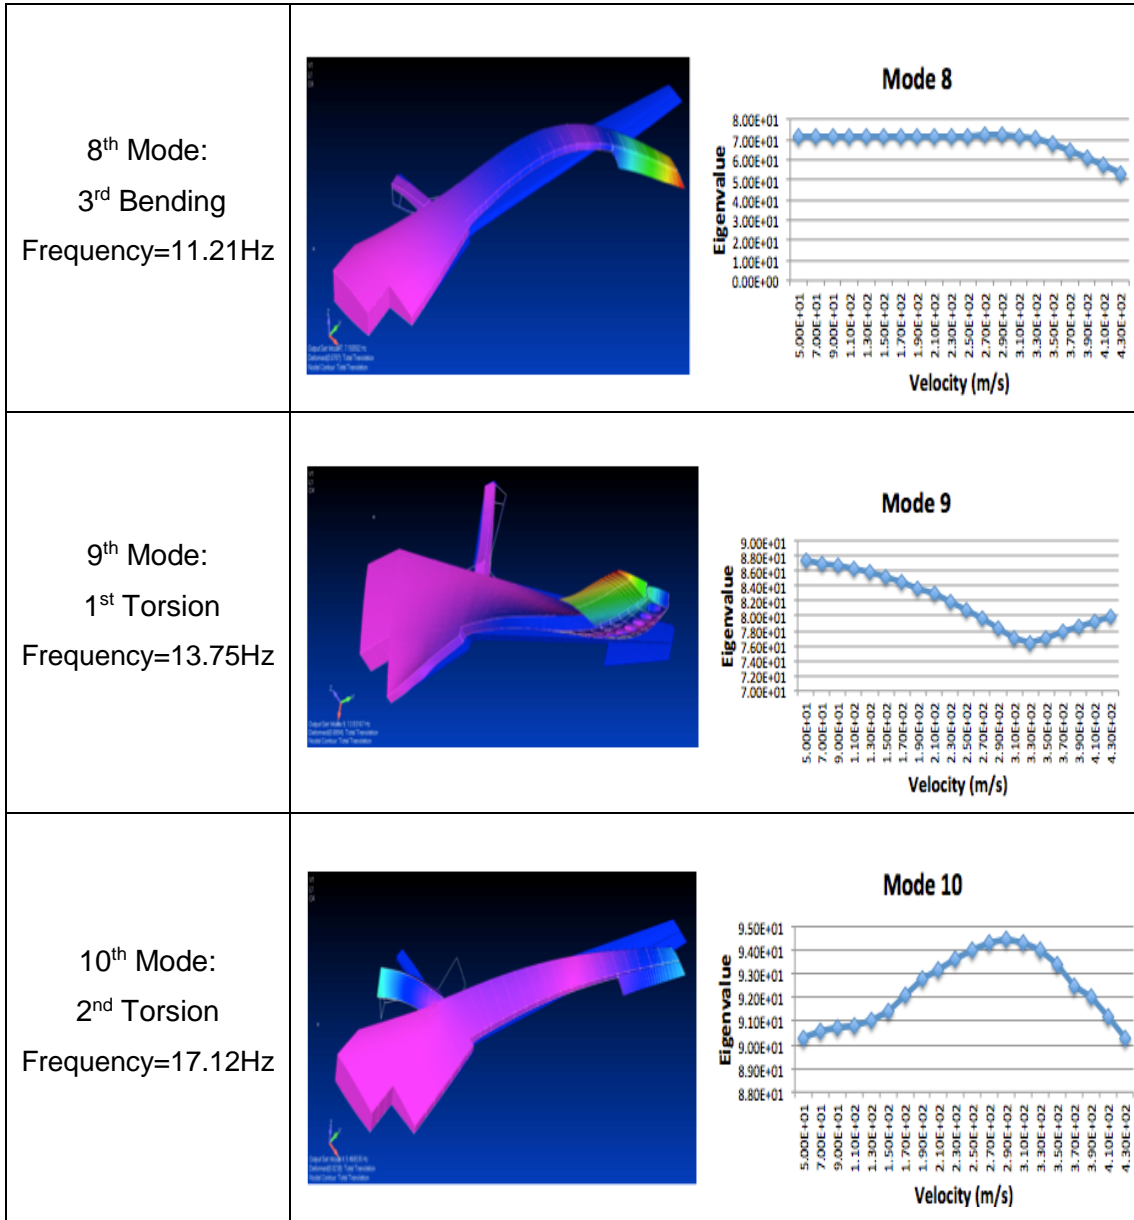 8th Mode:
3rd Bending
Frequency=11.21Hz
Mode 8
Eigenvalue
8.00E+01
7.00E+01
6.00E+01
5.00E+01
4.00E+01
3.00E+01
2.00E+01
1.00E+01
0.00E+00
5.00E+01
7.00E+01
9.00E+01
1.10E+02
1.30E+02
1.50E+02
1.70E+02
1.90E+02
2.10E+02
2.30E+02
2.50E+02
2.70E+02
2.90E+02
3.10E+02
3.30E+02
3.50E+02
3.70E+02
3.90E+02
4.10E+02
4.30E+02
Velocity (m/s)
9th Mode:
1st Torsion
Frequency=13.75Hz
Mode 9
Eigenvalue
9.00E+01
8.80E+01
8.60E+01
8.40E+01
8.20E+01
8.00E+01
7.80E+01
7.60E+01
7.40E+01
7.20E+01
7.00E+01
5.00E+01
7.00E+01
9.00E+01
1.10E+02
1.30E+02
1.50E+02
1.70E+02
1.90E+02
2.10E+02
2.30E+02
2.50E+02
2.70E+02
2.90E+02
3.10E+02
3.30E+02
3.50E+02
3.70E+02
3.90E+02
4.10E+02
4.30E+02
Velocity (m/s)
10th Mode:
2nd Torsion
Frequency=17.12Hz
Mode 10
Eigenvalue
9.50E+01
9.40E+01
9.30E+01
9.20E+01
9.10E+01
9.00E+01
8.90E+01
8.80E+01
5.00E+01
7.00E+01
9.00E+01
1.10E+02
1.30E+02
1.50E+02
1.70E+02
1.90E+02
2.10E+02
2.30E+02
2.50E+02
2.70E+02
2.90E+02
3.10E+02
3.30E+02
3.50E+02
3.70E+02
3.90E+02
4.10E+02
4.30E+02
Velocity (m/s)